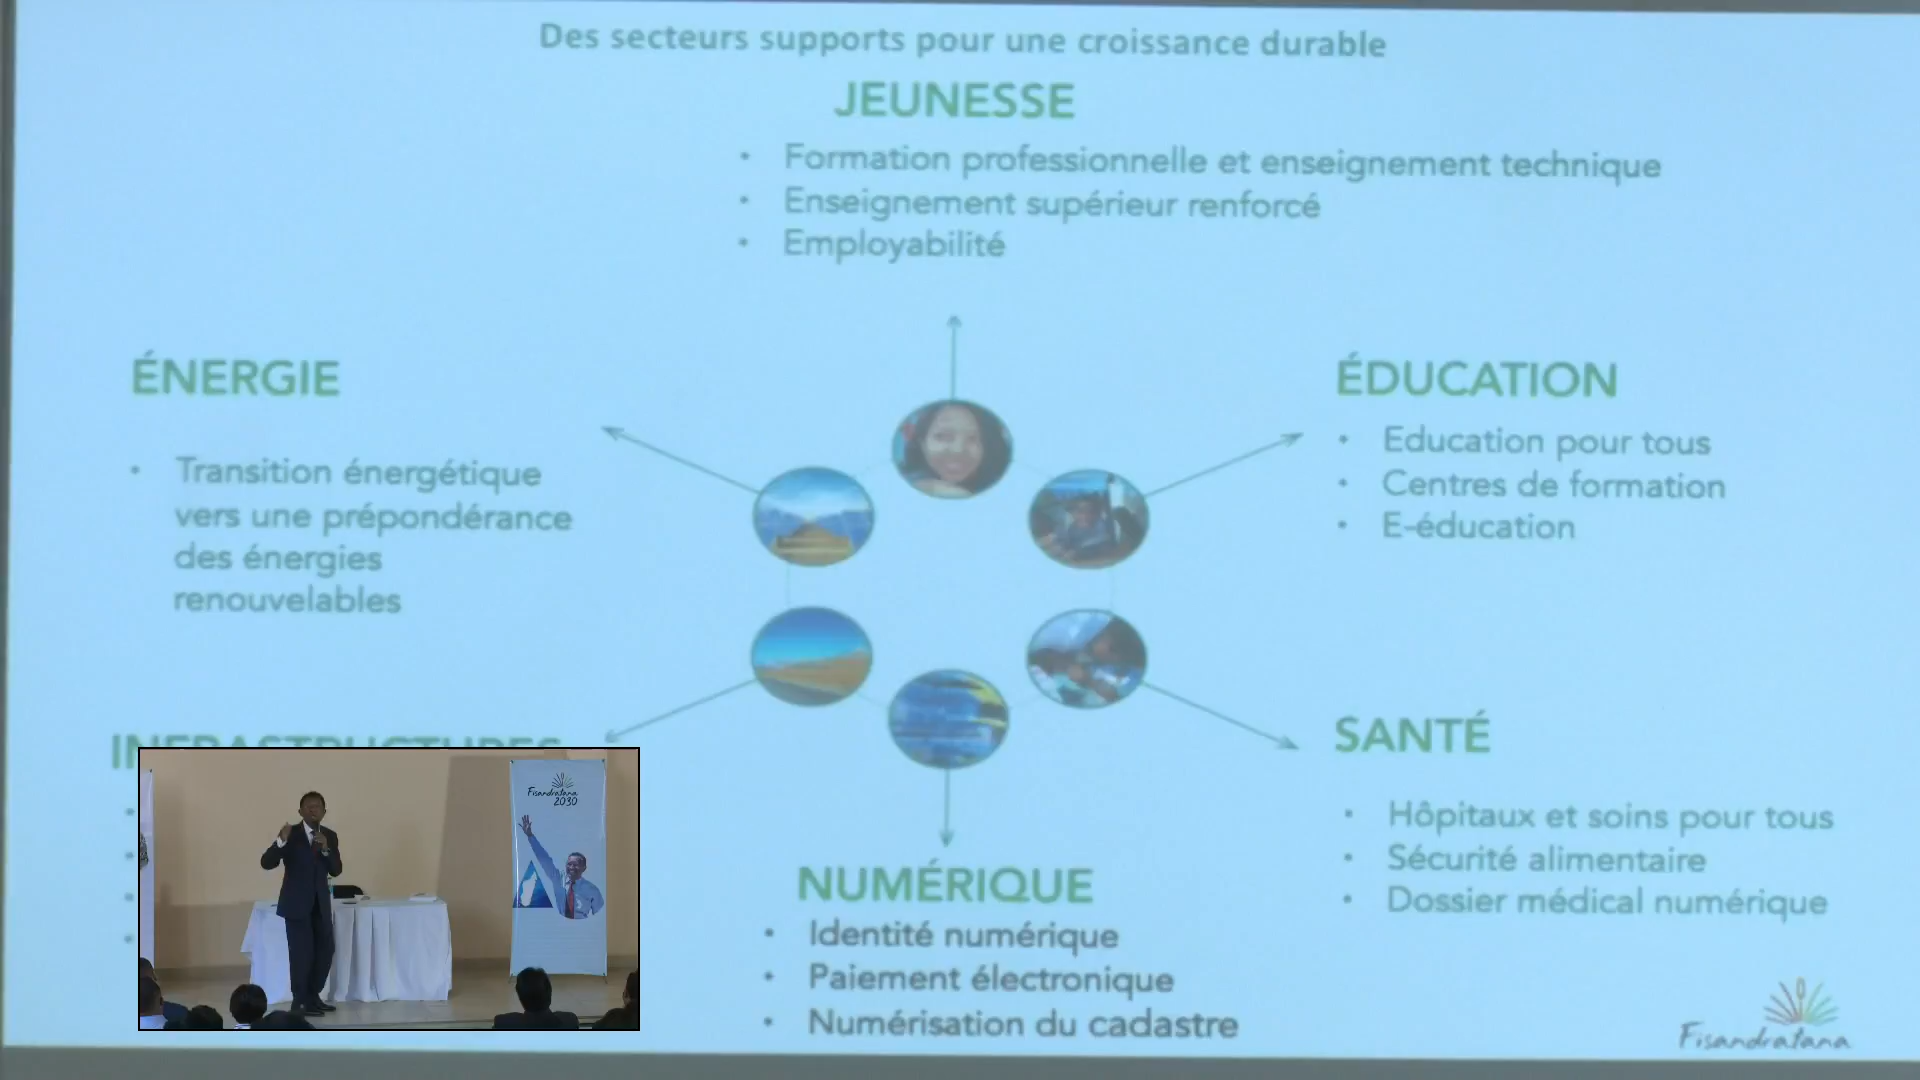 Des secteurs supports pour une croissance durable
JEUNESSE
• Formation professionnelle et enseignement technique
• Enseignement supérieur renforcé
• Employabilité
ÉNERGIE
• Transition énergétique
vers une prépondérance
des énergies
renouvelables
ÉDUCATION
• Education pour tous
• Centres de formation
• E-éducation
INFRASTRUCTURES
SANTÉ
• Hôpitaux et soins pour tous
• Sécurité alimentaire
• Dossier médical numérique
NUMÉRIQUE
• Identité numérique
• Paiement électronique
• Numérisation du cadastre
Fisandratana
2030
Fisandratana